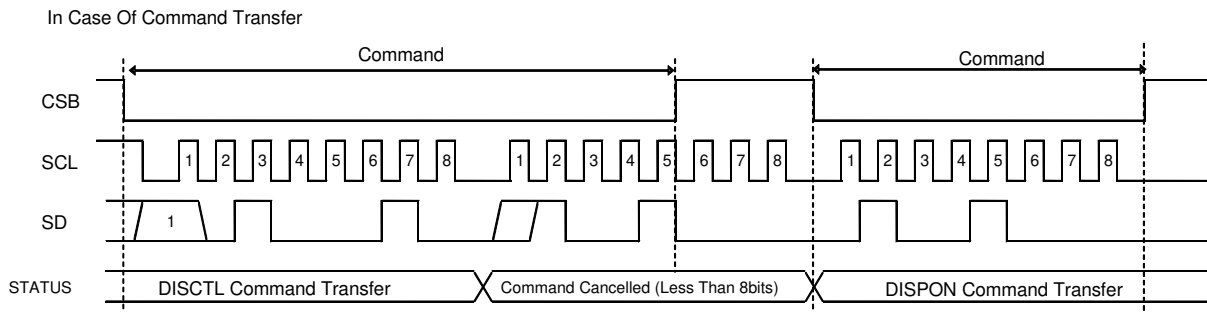 In Case Of Command Transfer
Command Command
CSB
SCL 1 2 3 4 5 6 7 8 1 2 3 4 5 6 7 8 1 2 3 4 5 6 7 8
SD 1
STATUS DISCTL Command Transfer Command Cancelled (Less Than 8bits) DISPON Command Transfer